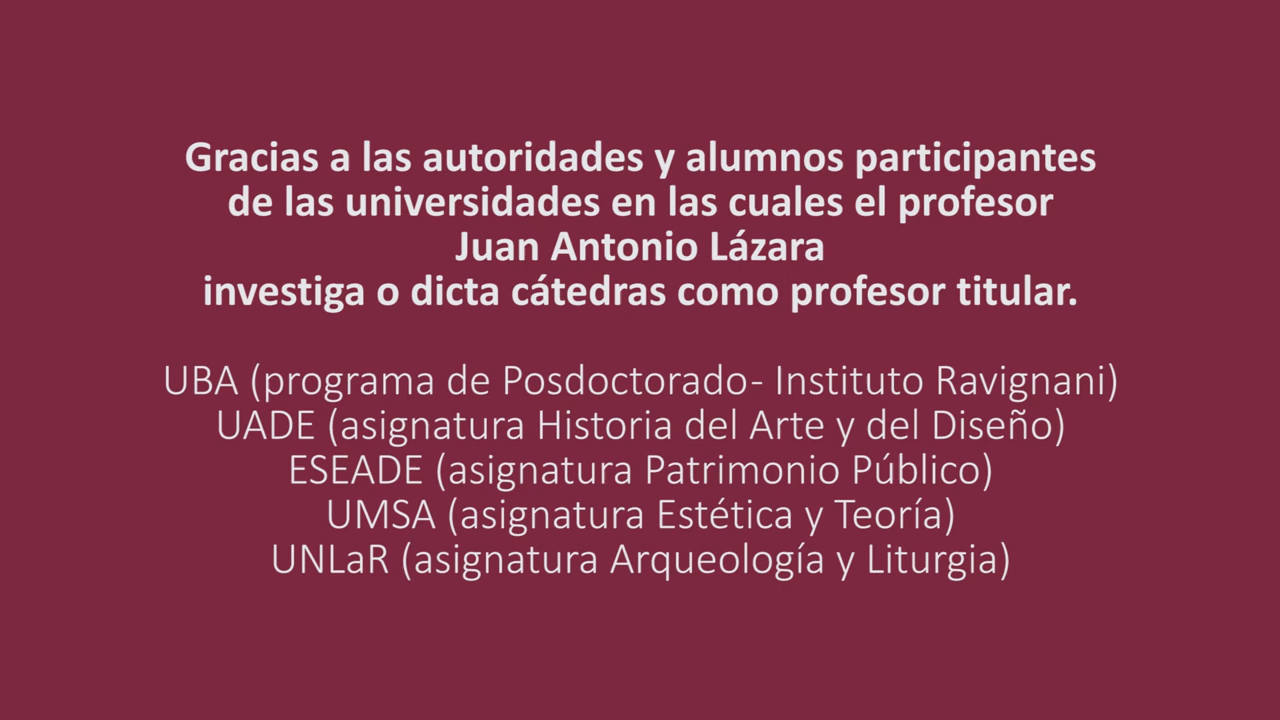 Gracias a las autoridades y alumnos participantes
de las universidades en las cuales el profesor
Juan Antonio Lázara
investiga o dicta cátedras como profesor titular.
UBA (programa de Posdoctorado- Instituto Ravignani)
UADE (asignatura Historia del Arte y del Diseño)
ESEADE (asignatura Patrimonio Público)
UMSA (asignatura Estética y Teoría)
UNLaR (asignatura Arqueología y Liturgia)